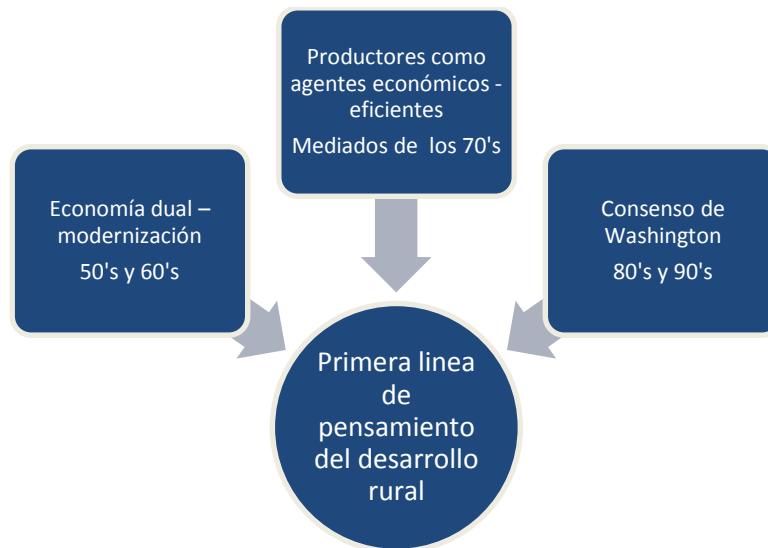 Productores como
agentes económicos -
eficientes
Mediados de los 70's
Economía dual –
modernización
50's y 60's
Consenso de
Washington
80's y 90's
Primera linea
de
pensamiento
del desarrollo
rural